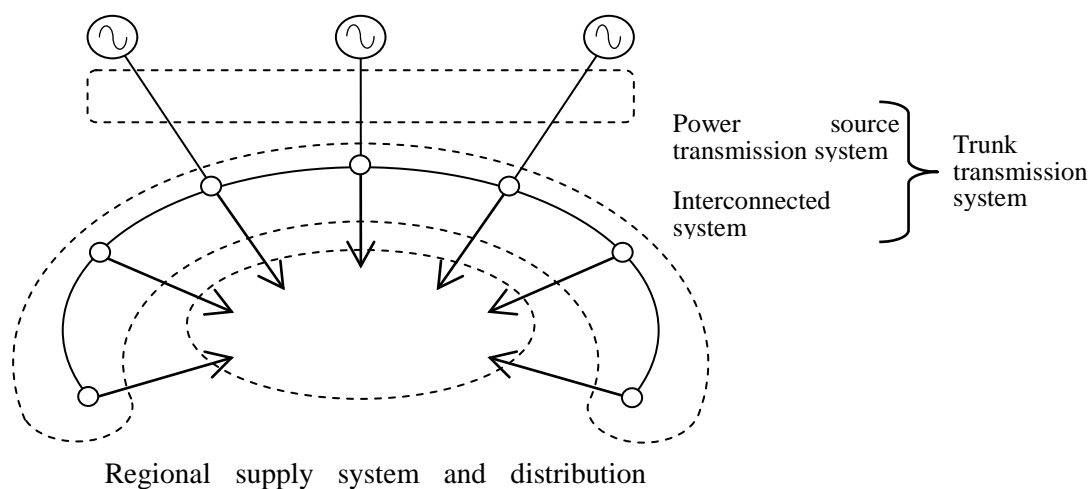 Power source
transmission system
Interconnected
system
Trunk
transmission
system
Regional supply system and distribution